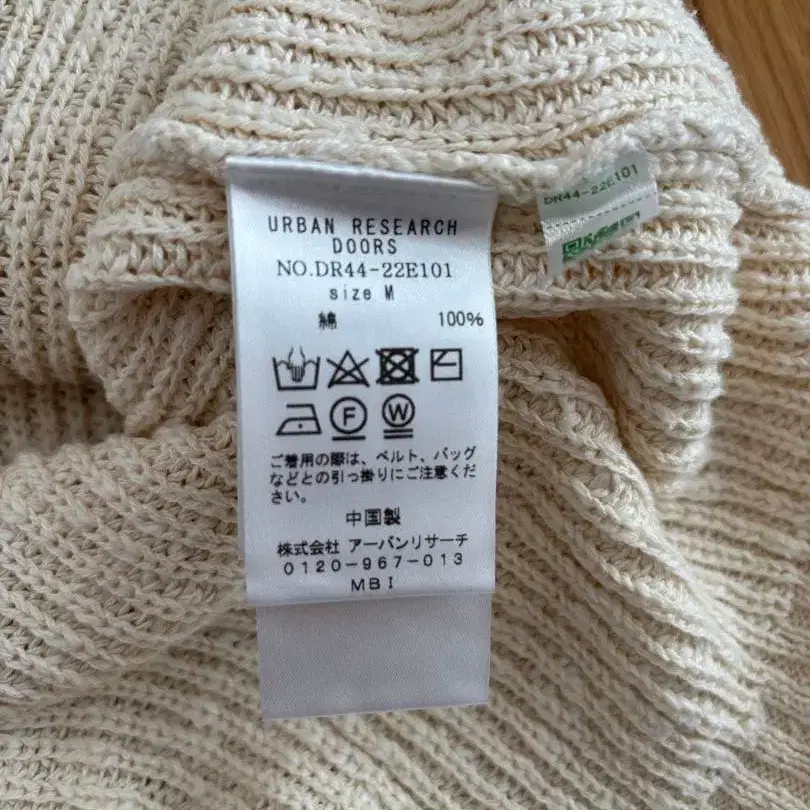 URBAN RESEARCH
DOORS
NO.DR44-22E101
size M
綿 100%
F W
ご着用の際は、ベルト、バッグ
などとの引っ掛りにご注意くだ
さい。
中国製
株式会社 アーバンリサーチ
0120-967-013
MBI
DR44-22E101